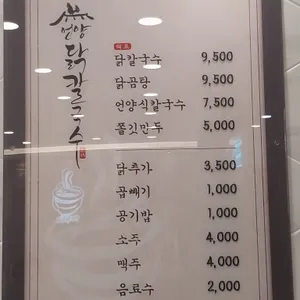 언양
닭칼국수
닭칼국수 9,500
닭곰탕 9,500
언양식칼국수 7,500
쫄깃만두 5,000
닭추가 3,500
곱빼기 1,000
공기밥 1,000
소주 4,000
맥주 4,000
음료수 2,000